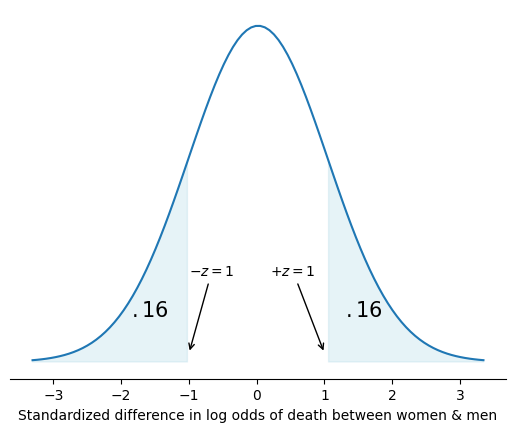 −z = 1 +z = 1
.16 .16
−3 −2 −1 0 1 2 3
Standardized difference in log odds of death between women & men